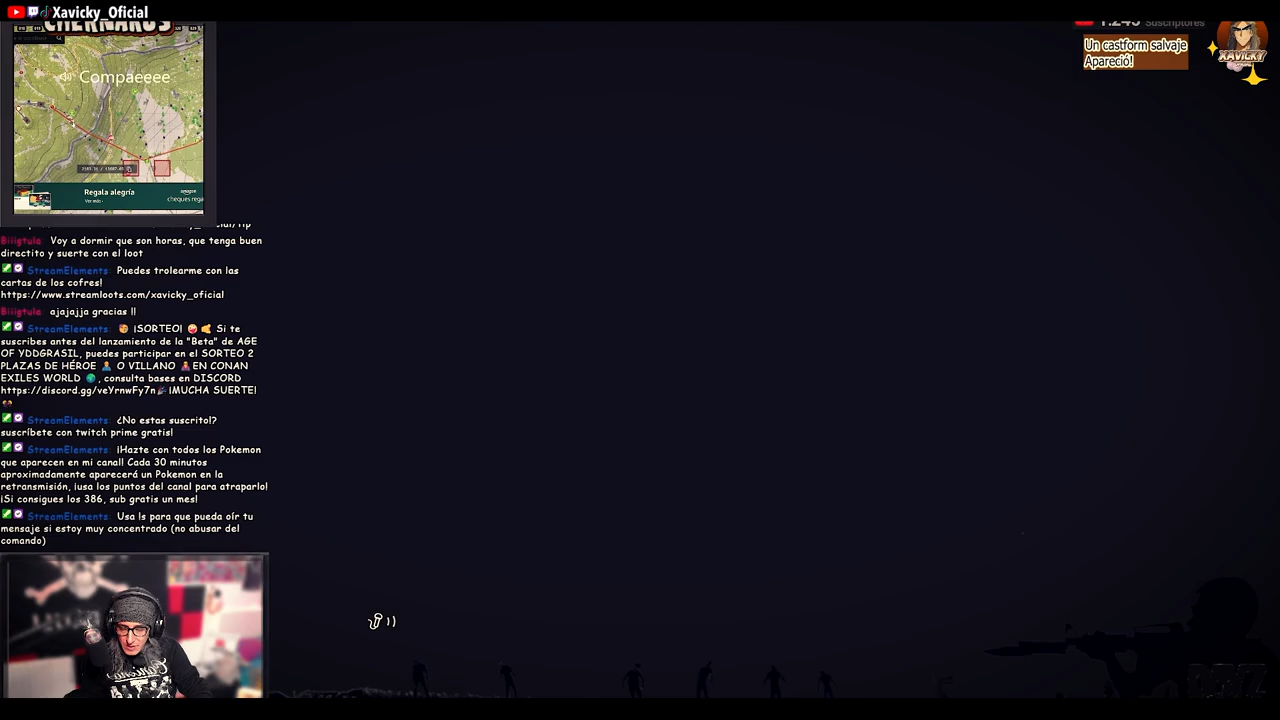 Xavicky_Oficial
CHERNARUS
Compaeeee
Regala alegría
Ver más
amazon
cheques rega
Suscriptores
Un castform salvaje
Apareció!
XAVICKY
Biiigtule: Voy a dormir que son horas, que tenga buen
directito y suerte con el loot
StreamElements: Puedes trolearme con las
cartas de los cofres!
https://www.streamloots.com/xavicky_oficial
Biiigtule: ajajajja gracias !!
StreamElements: 🥳 ¡SORTEO! 🤪 🤙 Si te
suscribes antes del lanzamiento de la "Beta" de AGE
OF YDDGRASIL, puedes participar en el SORTEO 2
PLAZAS DE HÉROE 🦸‍♂️ O VILLANO 🦹‍♂️ EN CONAN
EXILES WORLD 🌍, consulta bases en DISCORD
https://discord.gg/veYrnwFy7n🎉¡MUCHA SUERTE!
StreamElements: ¿No estas suscrito!?
suscríbete con twitch prime gratis!
StreamElements: ¡Hazte con todos los Pokemon
que aparecen en mi canal! Cada 30 minutos
aproximadamente aparecerá un Pokemon en la
retransmisión, ¡usa los puntos del canal para atraparlo!
¡Si consigues los 386, sub gratis un mes!
StreamElements: Usa !s para que pueda oír tu
mensaje si estoy muy concentrado (no abusar del
comando)
DAYZ